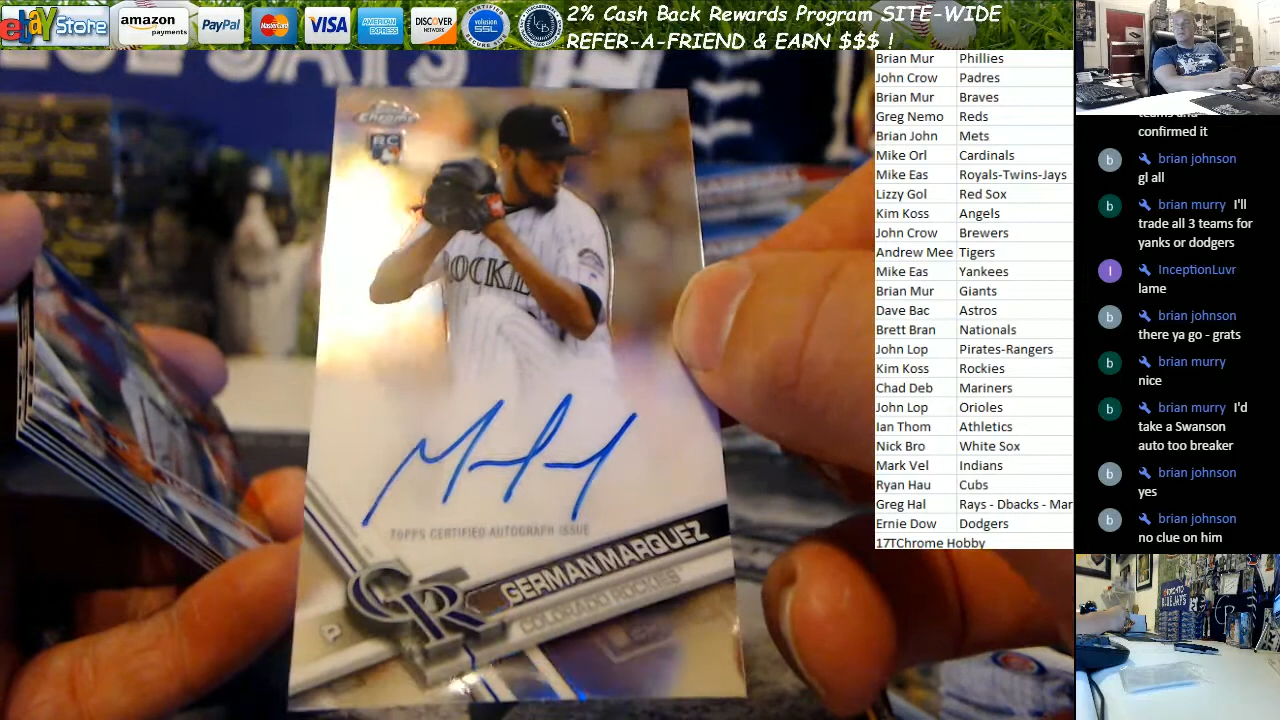 ebay Store
amazon
payments
PayPal
MasterCard
VISA
AMERICAN
EXPRESS
DISCOVER
NETWORK
volusion
SSL
2% Cash Back Rewards Program SITE-WIDE
REFER-A-FRIEND & EARN $$$ !
BLUE JAYS
Chrome
RC
ROCKIE
TOPPS CERTIFIED AUTOGRAPH ISSUE
GERMAN MARQUEZ
COLORADO ROCKIES
P
CR
Brian Mur Phillies
John Crow Padres
Brian Mur Braves
Greg Nemo Reds
Brian John Mets
Mike Orl Cardinals
Mike Eas Royals-Twins-Jays
Lizzy Gol Red Sox
Kim Koss Angels
John Crow Brewers
Andrew Mee Tigers
Mike Eas Yankees
Brian Mur Giants
Dave Bac Astros
Brett Bran Nationals
John Lop Pirates-Rangers
Kim Koss Rockies
Chad Deb Mariners
John Lop Orioles
Ian Thom Athletics
Nick Bro White Sox
Mark Vel Indians
Ryan Hau Cubs
Greg Hal Rays - Dbacks - Mar
Ernie Dow Dodgers
17TChrome Hobby
teams and
confirmed it
b brian johnson
gl all
b brian murry I'll
trade all 3 teams for
yanks or dodgers
I InceptionLuvr
lame
b brian johnson
there ya go - grats
b brian murry
nice
b brian murry I'd
take a Swanson
auto too breaker
b brian johnson
yes
b brian johnson
no clue on him